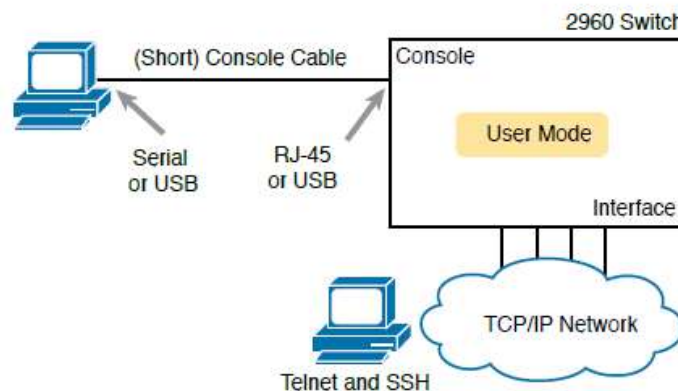 2960 Switch
(Short) Console Cable
Console
User Mode
Serial
or USB
RJ-45
or USB
Interface
TCP/IP Network
Telnet and SSH